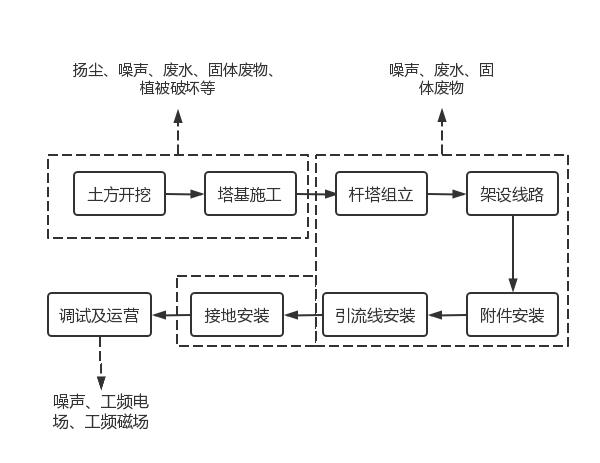 扬尘、噪声、废水、固体废物、
植被破坏等
噪声、废水、固
体废物
土方开挖
塔基施工
杆塔组立
架设线路
调试及运营
接地安装
引流线安装
附件安装
噪声、工频电
场、工频磁场